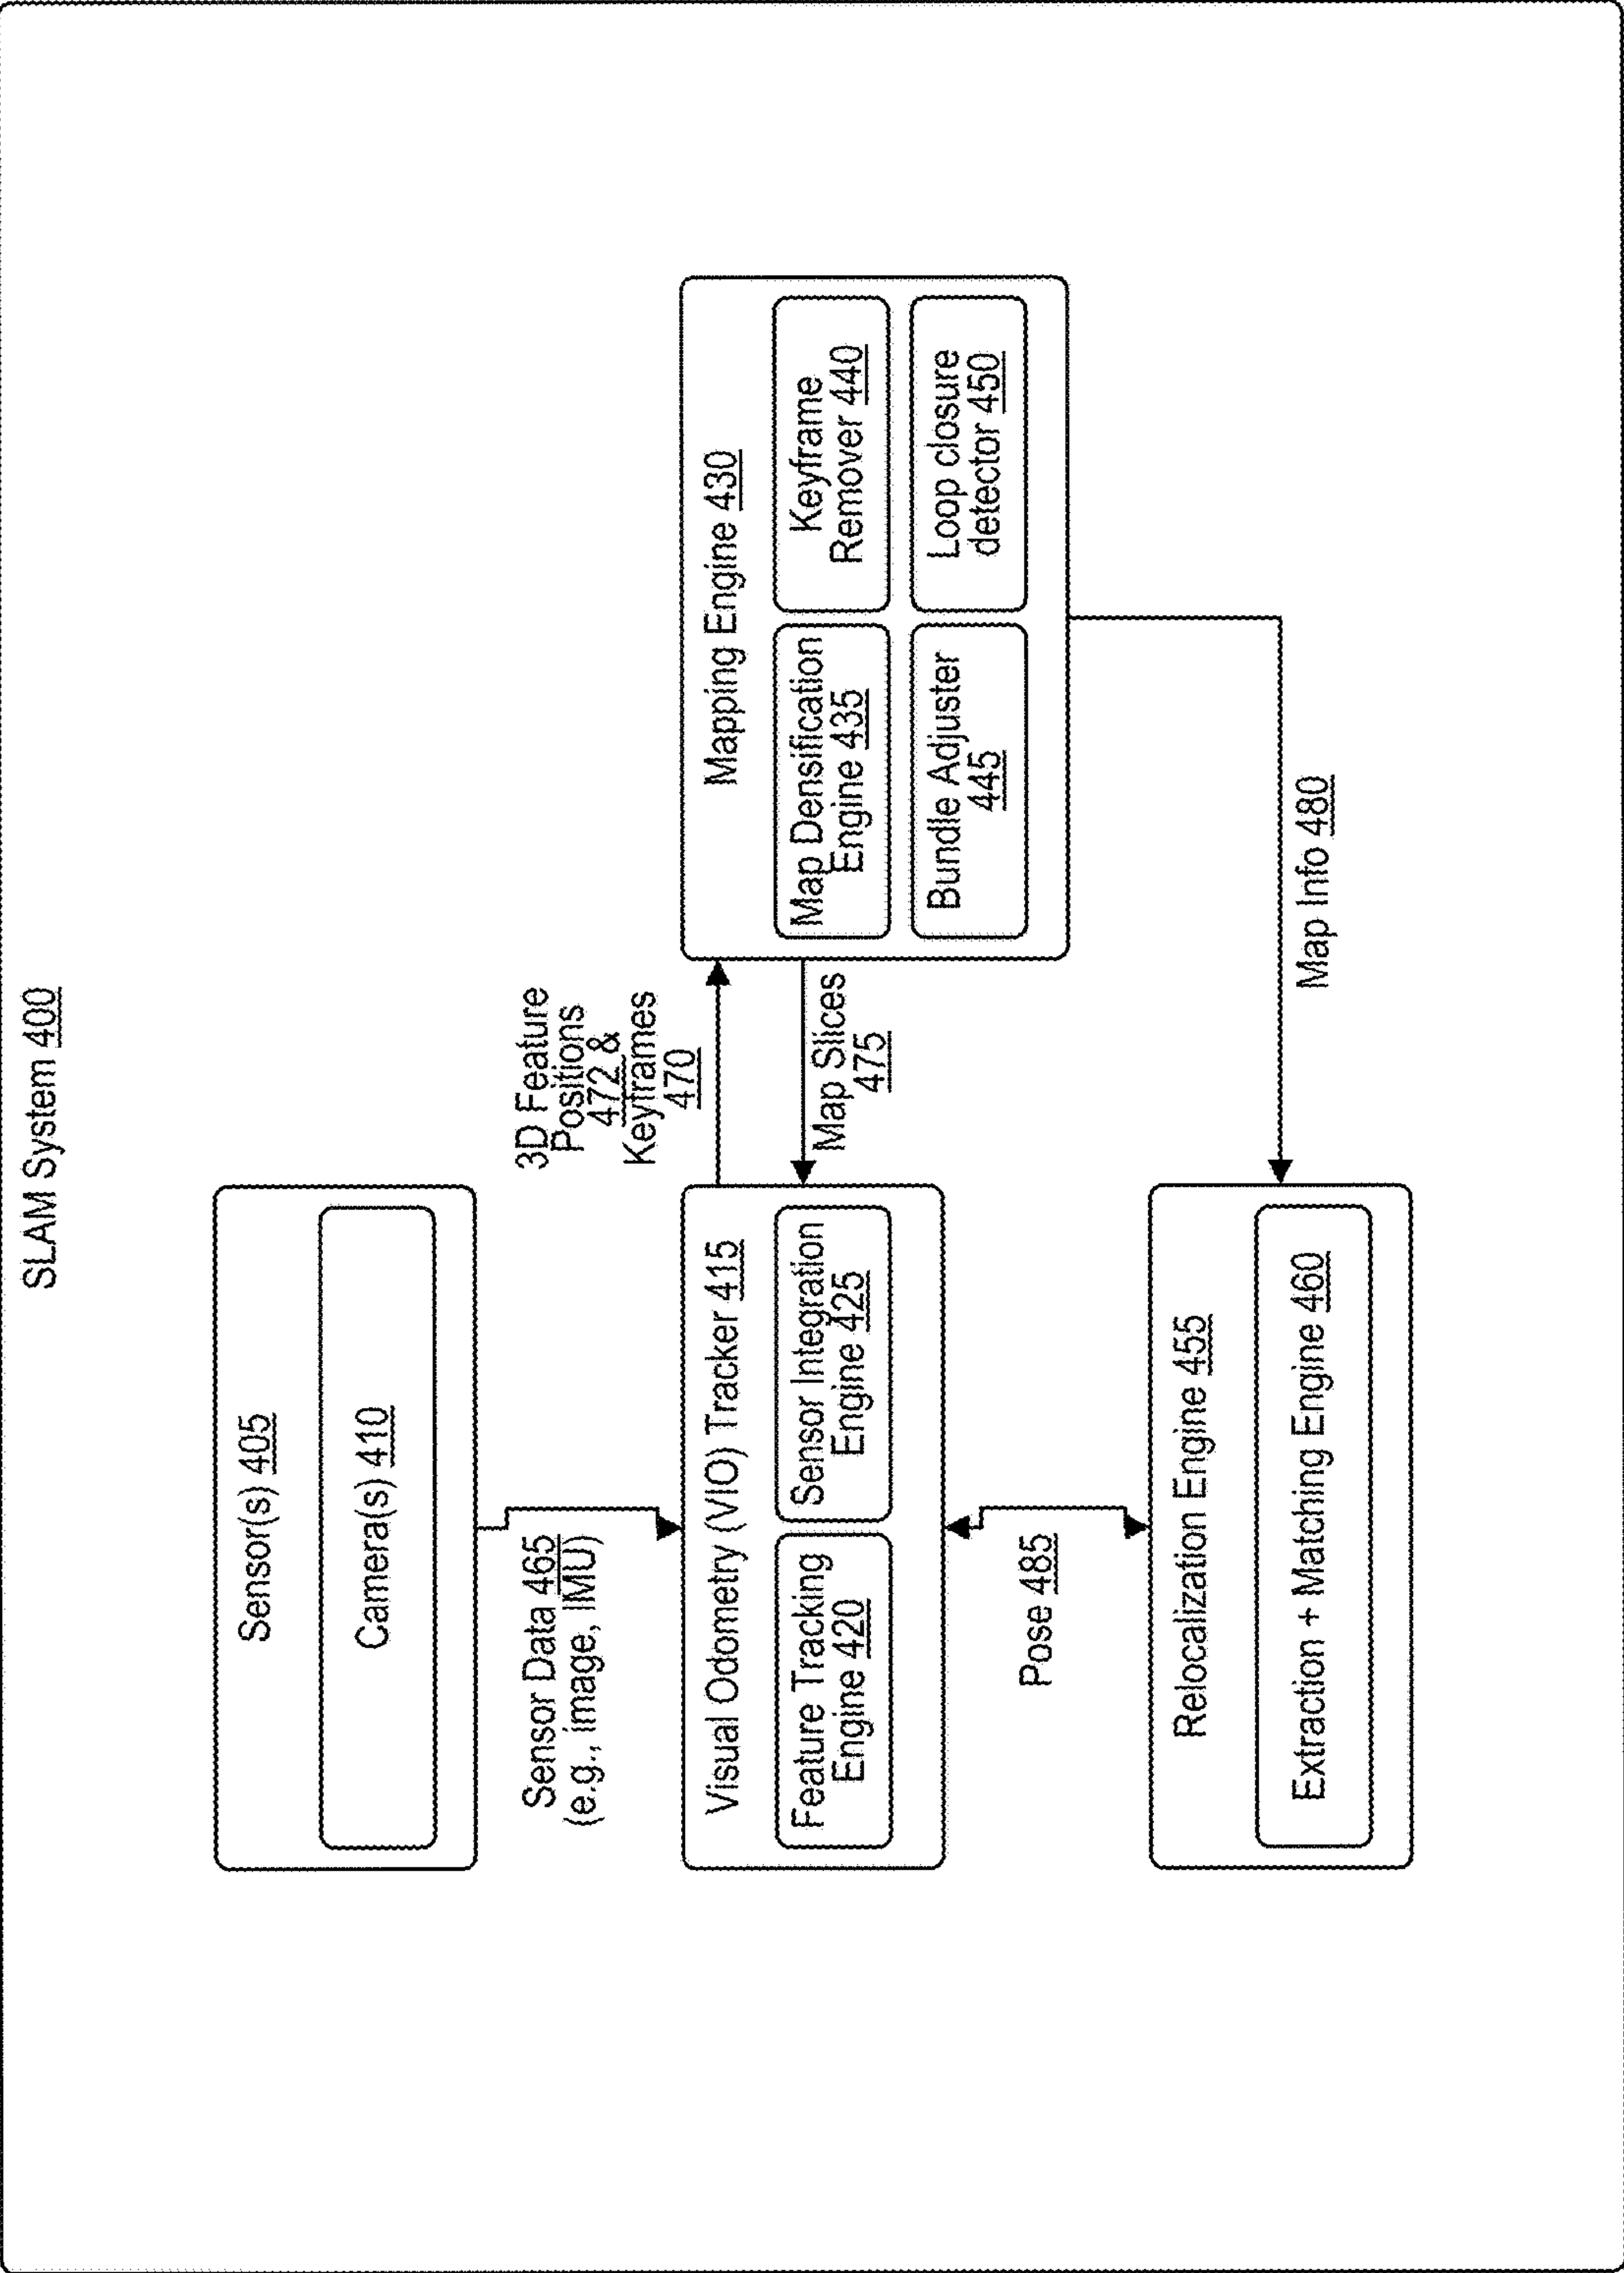 SLAM System 400
Sensor(s) 405
Camera(s) 410
Sensor Data 465
(e.g., image, IMU)
3D Feature
Positions
472 &
Keyframes
470
Visual Odometry (VIO) Tracker 415
Feature Tracking
Engine 420
Sensor Integration
Engine 425
Map Slices
475
Mapping Engine 430
Map Densification
Engine 435
Keyframe
Remover 440
Bundle Adjuster
445
Loop closure
detector 450
Pose 485
Relocalization Engine 455
Extraction + Matching Engine 460
Map Info 480